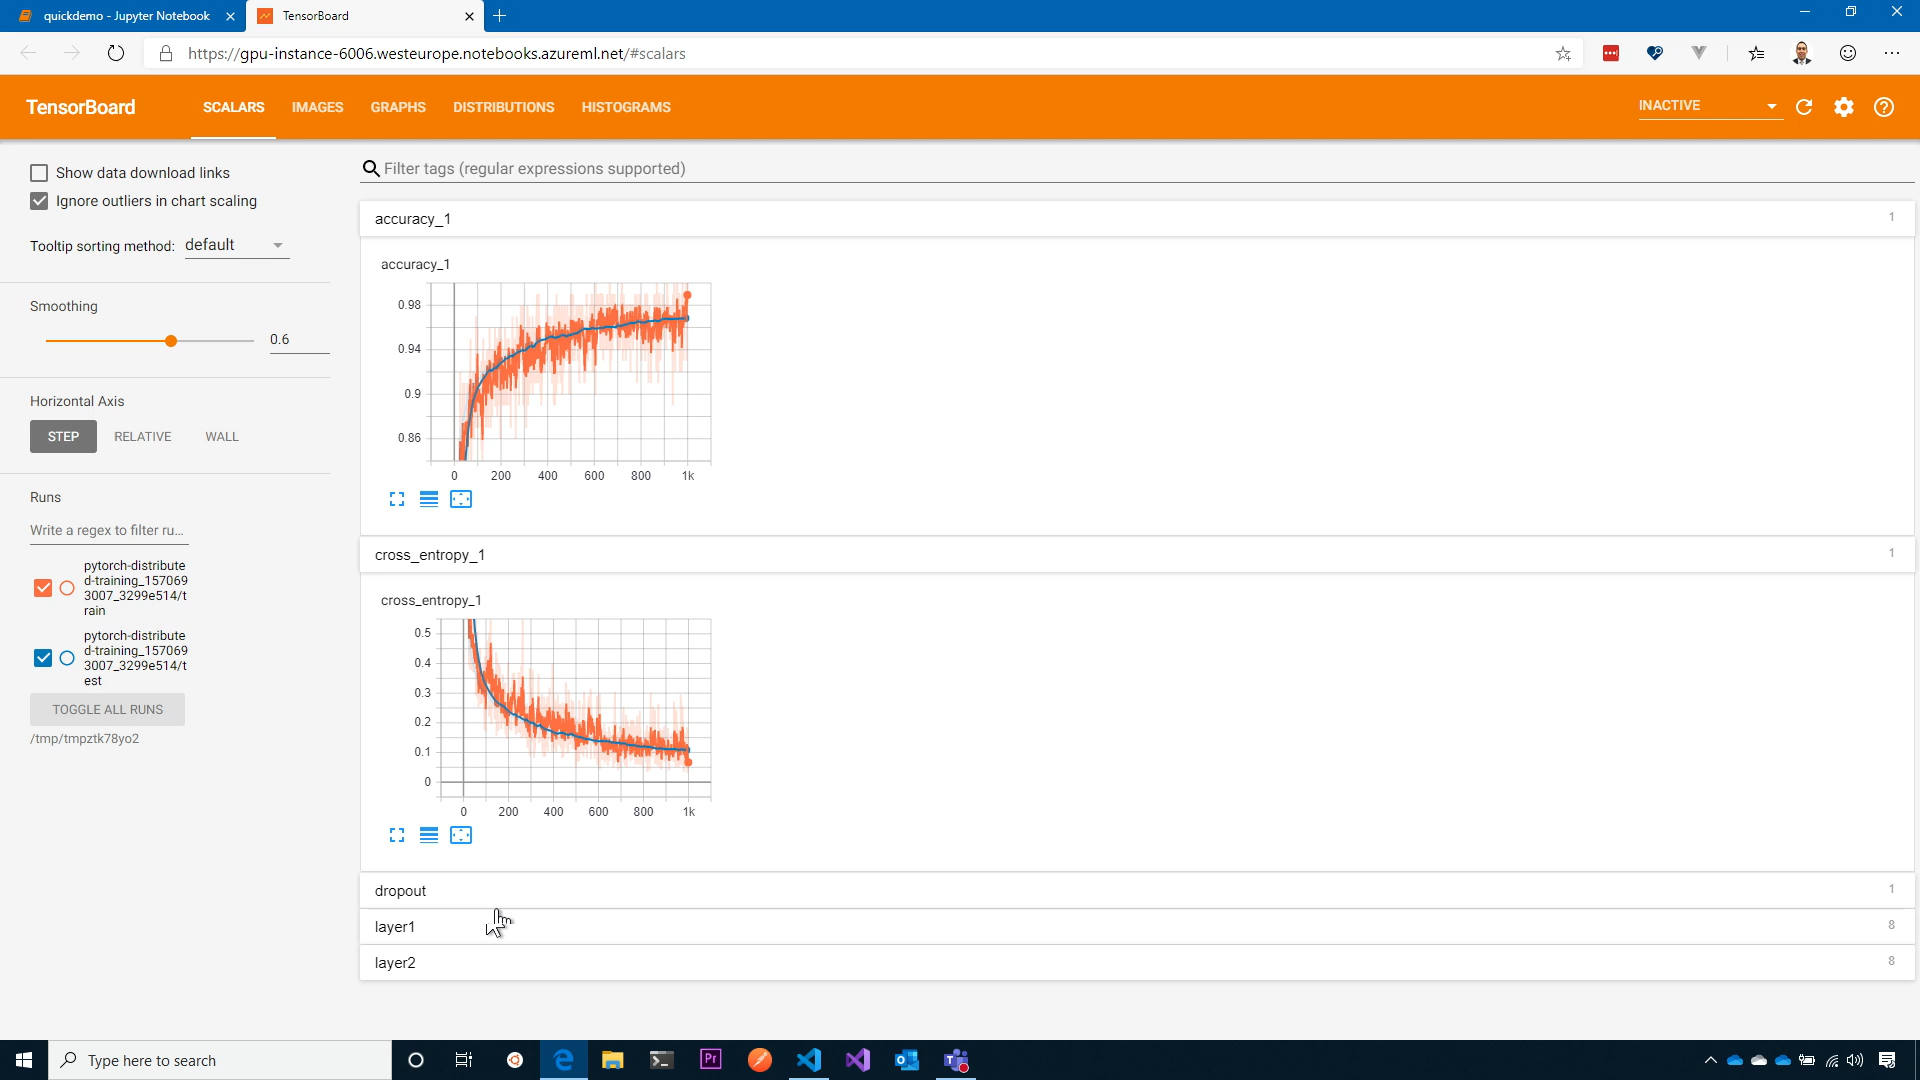 quickdemo - Jupyter Notebook
TensorBoard
https://gpu-instance-6006.westeurope.notebooks.azureml.net/#scalars
TensorBoard
SCALARS
IMAGES
GRAPHS
DISTRIBUTIONS
HISTOGRAMS
INACTIVE
Show data download links
Ignore outliers in chart scaling
Tooltip sorting method: default
Smoothing
0.6
Horizontal Axis
STEP
RELATIVE
WALL
Runs
Write a regex to filter ru...
pytorch-distribute
d-training_157069
3007_3299e514/t
rain
pytorch-distribute
d-training_157069
3007_3299e514/t
est
TOGGLE ALL RUNS
/tmp/tmpztk78yo2
Filter tags (regular expressions supported)
accuracy_1
1
accuracy_1
0.98
0.94
0.9
0.86
0 200 400 600 800 1k
cross_entropy_1
1
cross_entropy_1
0.5
0.4
0.3
0.2
0.1
0
0 200 400 600 800 1k
dropout
1
layer1
8
layer2
8
Type here to search
Pr